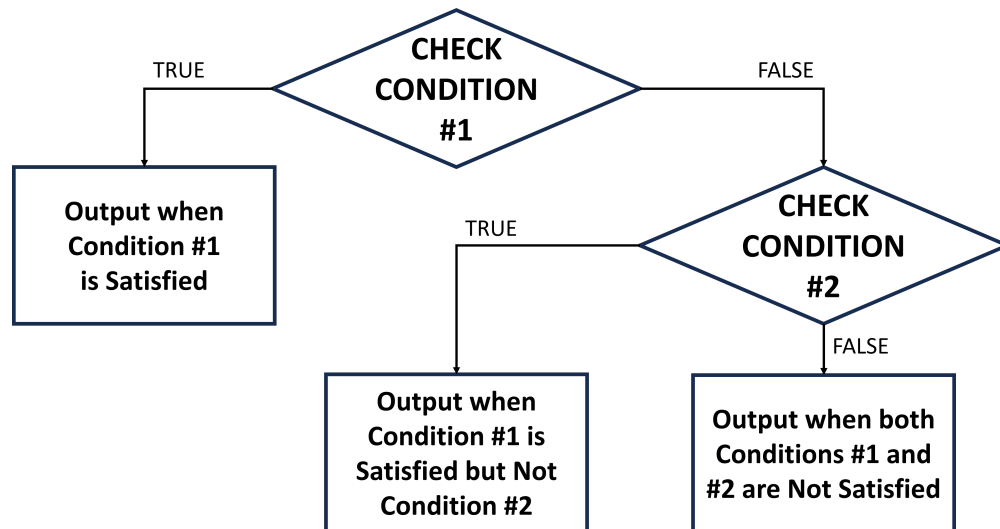 CHECK
CONDITION
#1
TRUE
FALSE
Output when
Condition #1
is Satisfied
CHECK
CONDITION
#2
TRUE
FALSE
Output when
Condition #1 is
Satisfied but Not
Condition #2
Output when both
Conditions #1 and
#2 are Not Satisfied